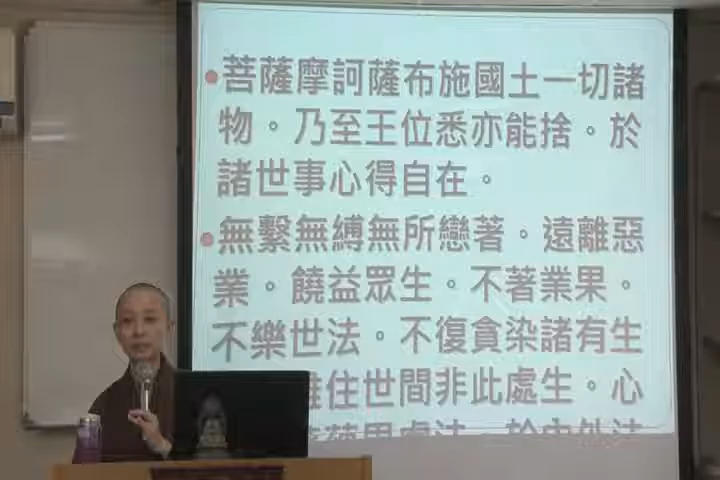 菩薩摩訶薩布施國土一切諸
物。乃至王位悉亦能捨。於
諸世事心得自在。
無繫無縛無所戀著。遠離惡
業。饒益眾生。不著業果。
不樂世法。不復貪染諸有生
住世間非此處生。心